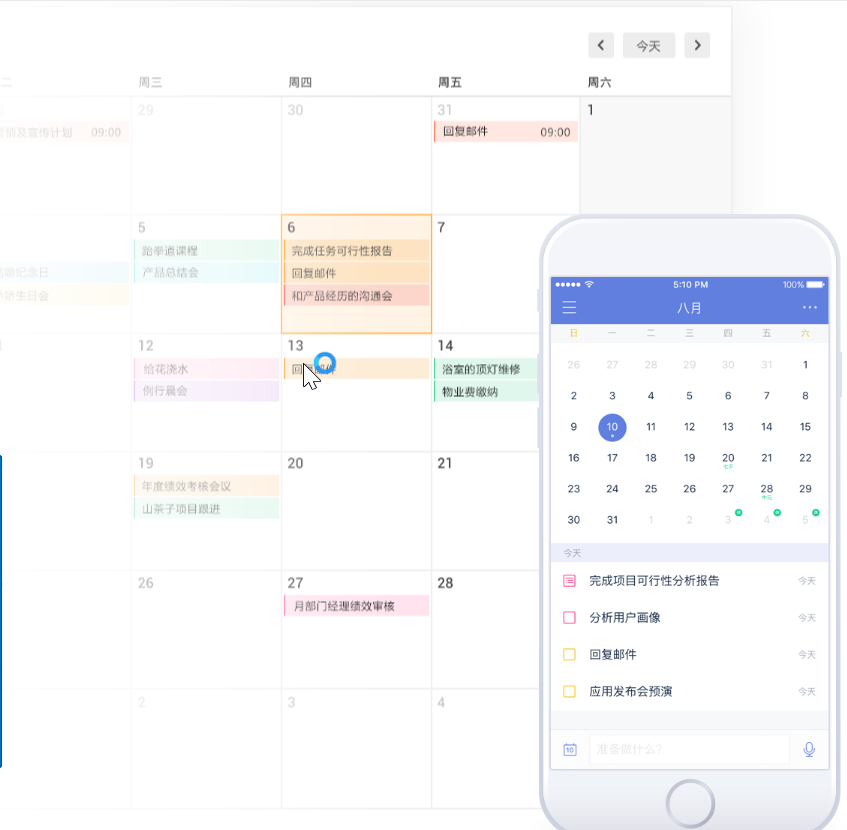 今天
二
周三
周四
周五
周六
29
30
31
1
销及宣传计划 09:00
回复邮件 09:00
5
6
7
跆拳道课程
完成任务可行性报告
产品总结会
回复邮件
纪念日
生日会
和产品经历的沟通会
12
13
14
给花浇水
浴室的顶灯维修
例行晨会
物业费缴纳
19
20
21
年度绩效考核会议
山茶子项目跟进
26
27
28
月部门经理绩效审核
2
3
4
5:10 PM 100%
八月
日 一 二 三 四 五 六
26 27 28 29 30 31 1
2 3 4 5 6 7 8
9 10 11 12 13 14 15
16 17 18 19 20 21 22
七夕
23 24 25 26 27 28 29
中元
30 31 1 2 3 4 5
今天
完成项目可行性分析报告 今天
分析用户画像 今天
回复邮件 今天
应用发布会预演 今天
10 准备做什么?